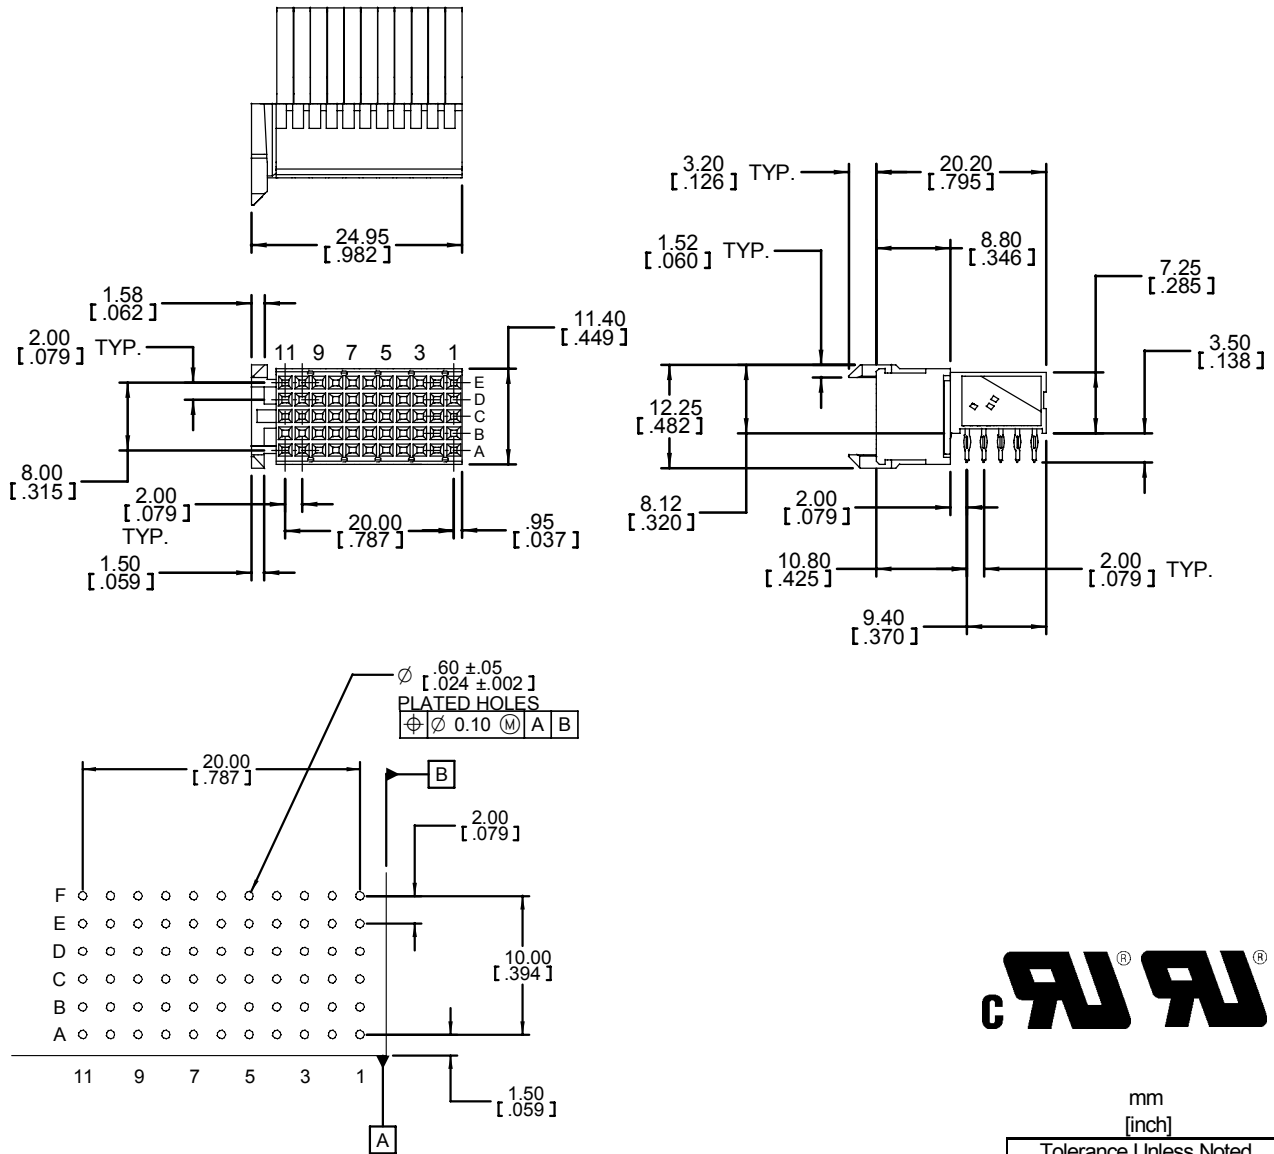 24.95
[ .982 ]
3.20
[ .126 ] TYP.
20.20
[ .795 ]
1.52
[ .060 ] TYP.
8.80
[ .346 ]
7.25
[ .285 ]
3.50
[ .138 ]
1.58
[ .062 ]
2.00
[ .079 ] TYP.
11.40
[ .449 ]
11 9 7 5 3 1
E
D
C
B
A
8.00
[ .315 ]
2.00
[ .079 ]
TYP.
20.00
[ .787 ]
.95
[ .037 ]
1.50
[ .059 ]
12.25
[ .482 ]
8.12
[ .320 ]
2.00
[ .079 ]
10.80
[ .425 ]
2.00
[ .079 ] TYP.
9.40
[ .370 ]
⌀ .60 ±.05
[ .024 ±.002 ]
PLATED HOLES
⌖ ⌀ 0.10 Ⓜ A B
20.00
[ .787 ]
B
2.00
[ .079 ]
F
E
D
C
B
A
10.00
[ .394 ]
11 9 7 5 3 1
1.50
[ .059 ]
A
c RU ® RU ®
mm
[inch]
Tolerance Unless Noted